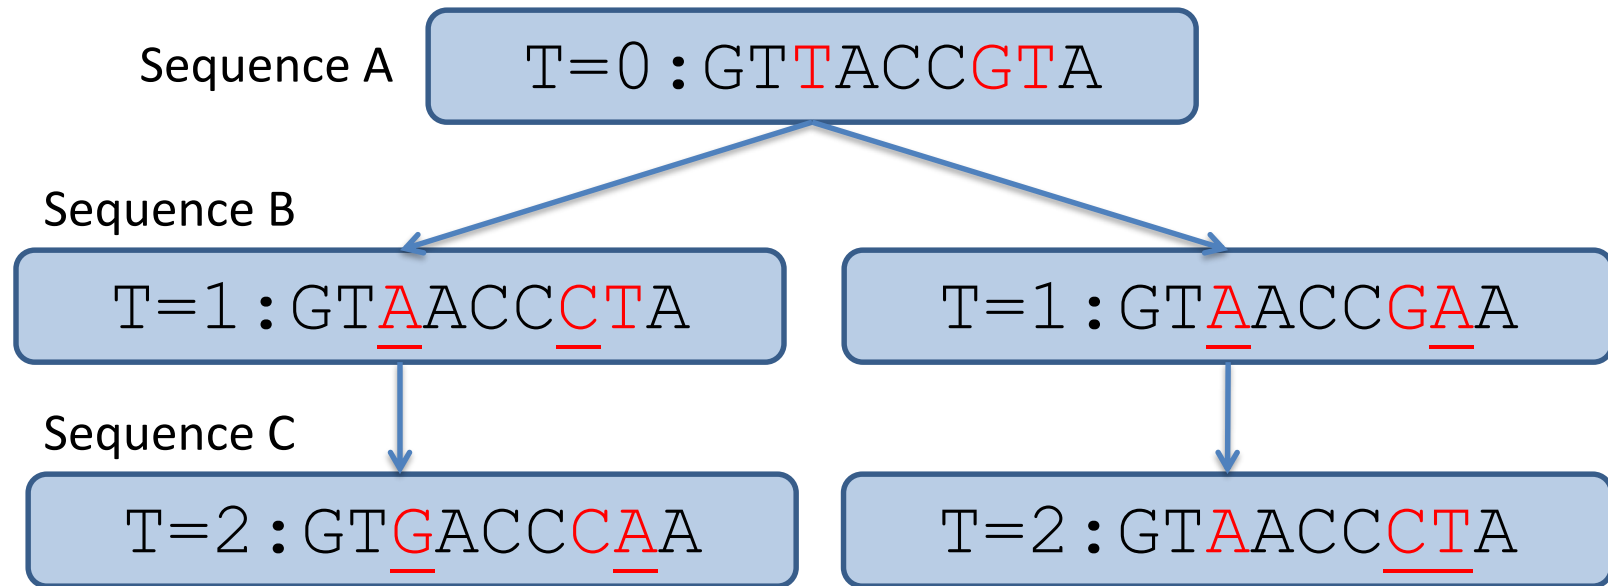 Sequence A
T=0:GTTACCGTA
Sequence B
T=1:GTAACCCTA
T=1:GTAACCGAA
Sequence C
T=2:GTGACCCAA
T=2:GTAACCCTA